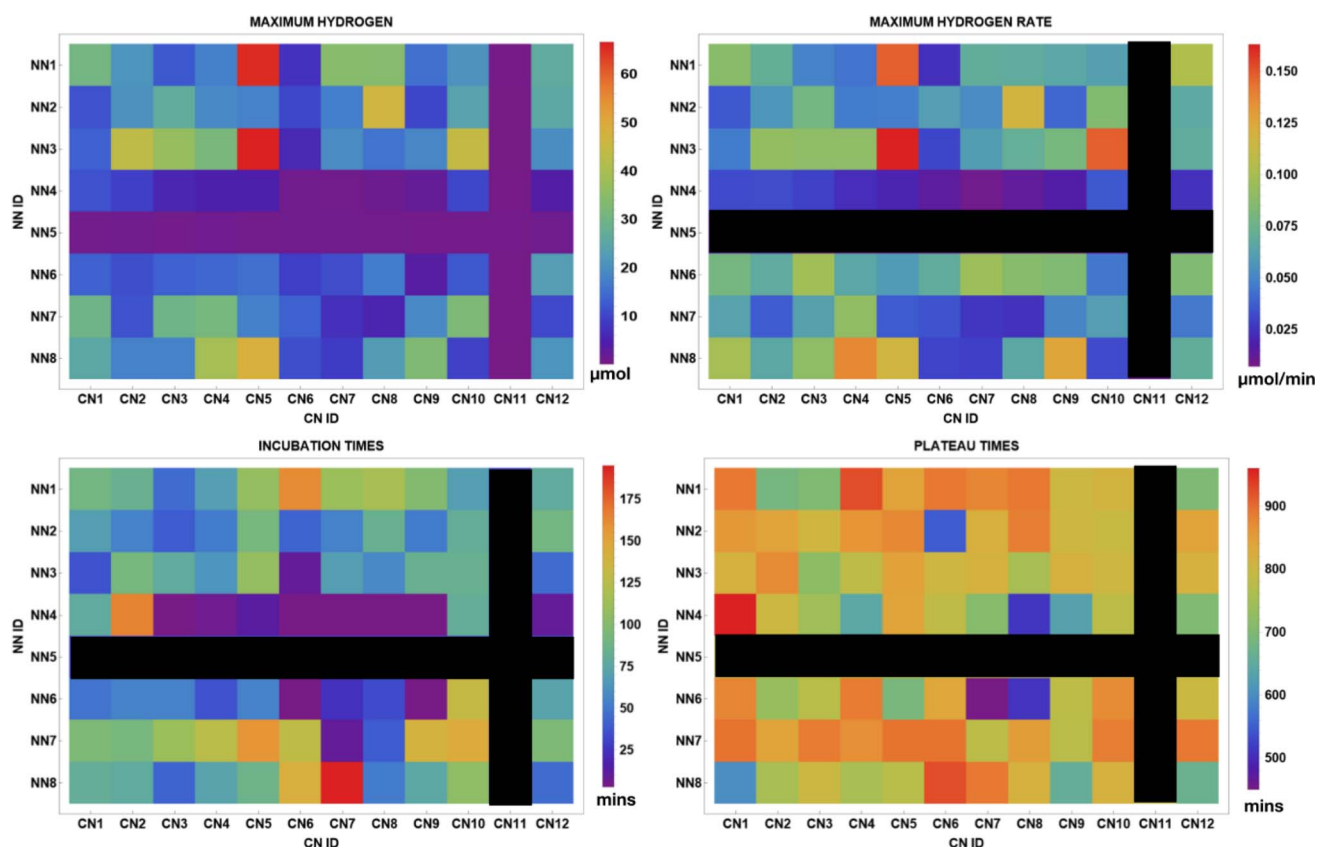 MAXIMUM HYDROGEN
NN ID
NN1
NN2
NN3
NN4
NN5
NN6
NN7
NN8
CN1 CN2 CN3 CN4 CN5 CN6 CN7 CN8 CN9 CN10 CN11 CN12
CN ID
60
50
40
30
20
10
µmol
MAXIMUM HYDROGEN RATE
NN ID
NN1
NN2
NN3
NN4
NN5
NN6
NN7
NN8
CN1 CN2 CN3 CN4 CN5 CN6 CN7 CN8 CN9 CN10 CN11 CN12
CN ID
0.150
0.125
0.100
0.075
0.050
0.025
µmol/min
INCUBATION TIMES
NN ID
NN1
NN2
NN3
NN4
NN5
NN6
NN7
NN8
CN1 CN2 CN3 CN4 CN5 CN6 CN7 CN8 CN9 CN10 CN11 CN12
CN ID
175
150
125
100
75
50
25
mins
PLATEAU TIMES
NN ID
NN1
NN2
NN3
NN4
NN5
NN6
NN7
NN8
CN1 CN2 CN3 CN4 CN5 CN6 CN7 CN8 CN9 CN10 CN11 CN12
CN ID
900
800
700
600
500
mins